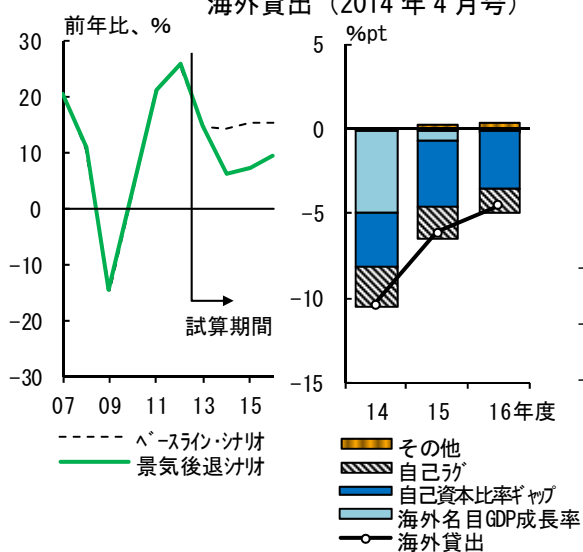 海外貸出（2014 年 4 月号）
前年比、%
30
20
10
0
-10
-20
-30
試算期間
07 09 11 13 15
ﾍﾞｰｽﾗｲﾝ･ｼﾅﾘｵ
景気後退ｼﾅﾘｵ
%pt
5
0
-5
-10
-15
14 15 16年度
その他
自己ﾗｸﾞ
自己資本比率ｷﾞｬｯﾌﾟ
海外名目GDP成長率
海外貸出